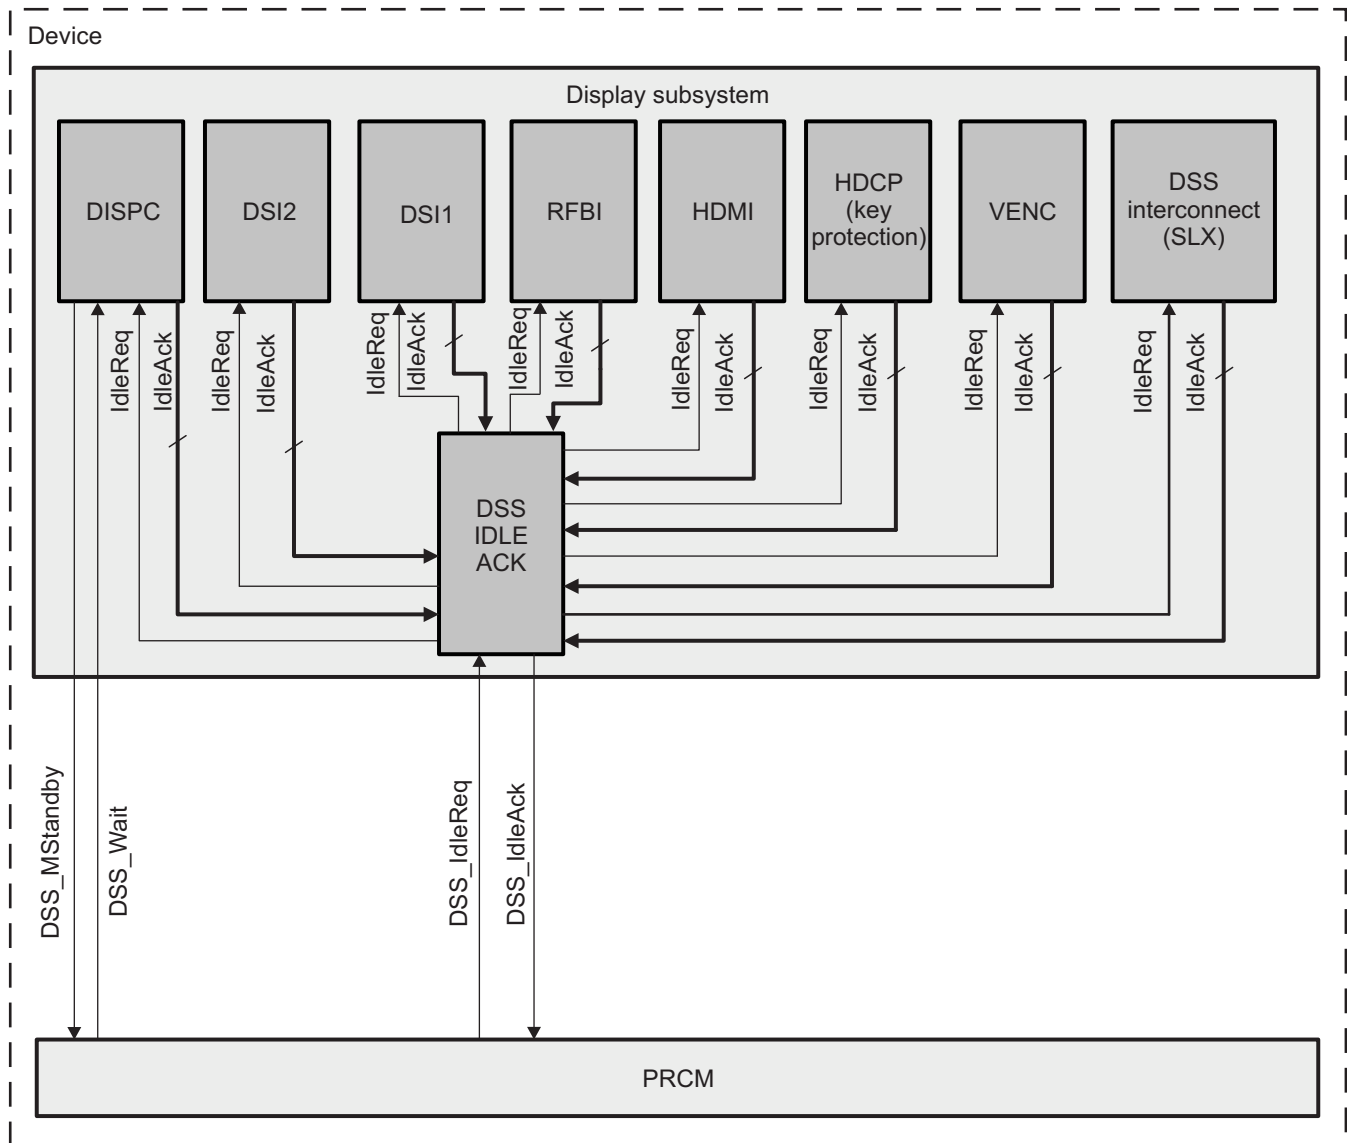 Device
Display subsystem
DISPC
DSI2
DSI1
RFBI
HDMI
HDCP
(key
protection)
VENC
DSS
interconnect
(SLX)
IdleReq
IdleAck
IdleReq
IdleAck
IdleReq
IdleAck
IdleReq
IdleAck
IdleReq
IdleAck
IdleReq
IdleAck
IdleReq
IdleAck
IdleReq
IdleAck
DSS
IDLE
ACK
DSS_MStandby
DSS_Wait
DSS_IdleReq
DSS_IdleAck
PRCM